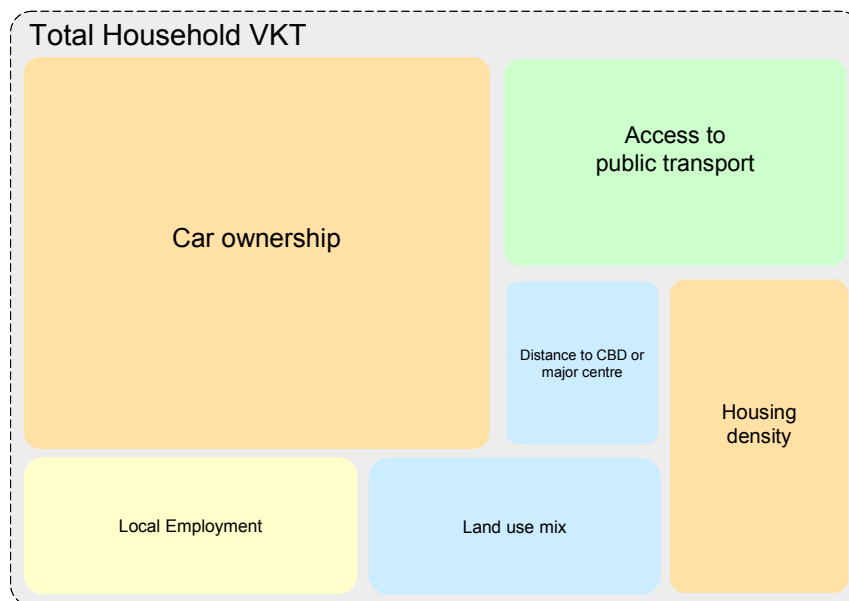 Total Household VKT
Car ownership
Access to
public transport
Distance to CBD or
major centre
Housing
density
Local Employment
Land use mix